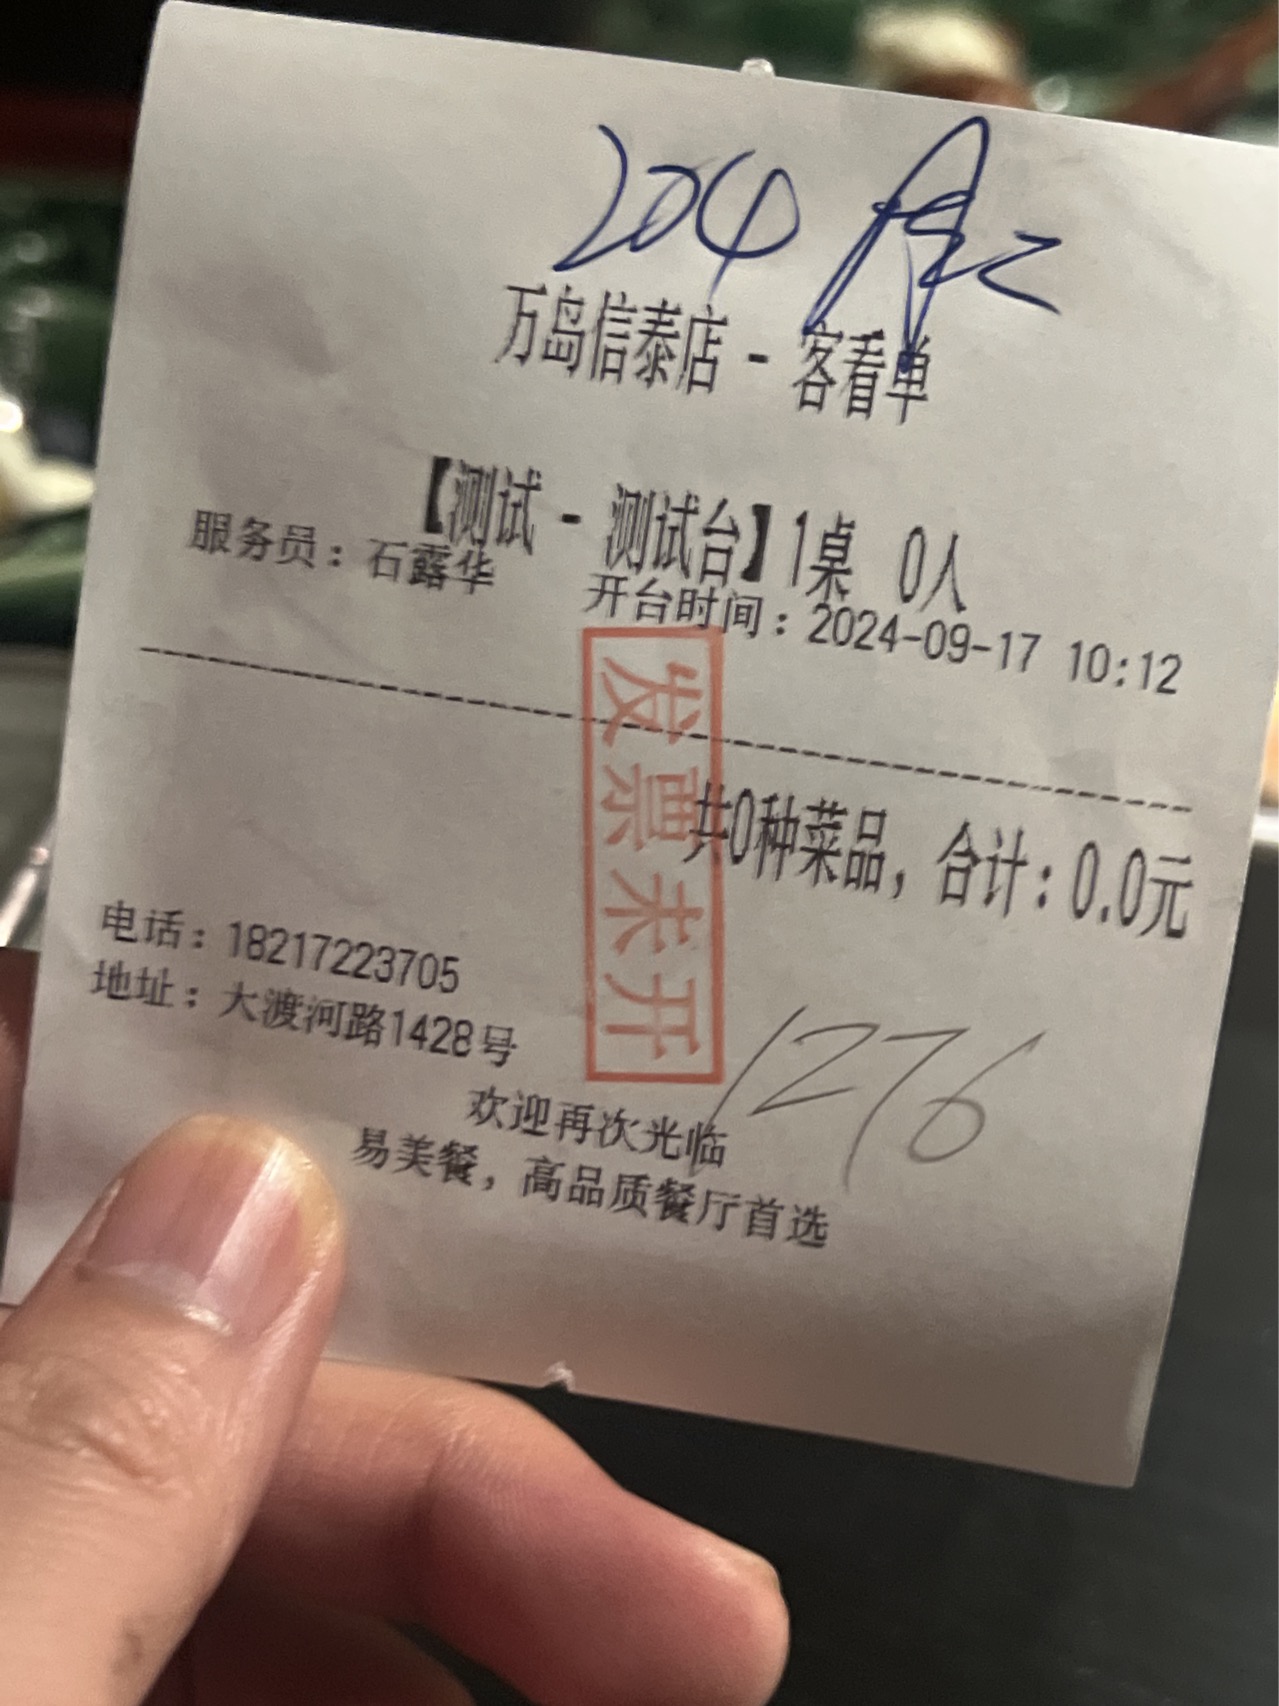 204
万岛信泰店 - 客看单
【测试 - 测试台】1桌 0人
服务员：石露华 开台时间：2024-09-17 10:12
发票未开
共0种菜品，合计：0.0元
电话：18217223705
地址：大渡河路1428号
1276
欢迎再次光临
易美餐，高品质餐厅首选